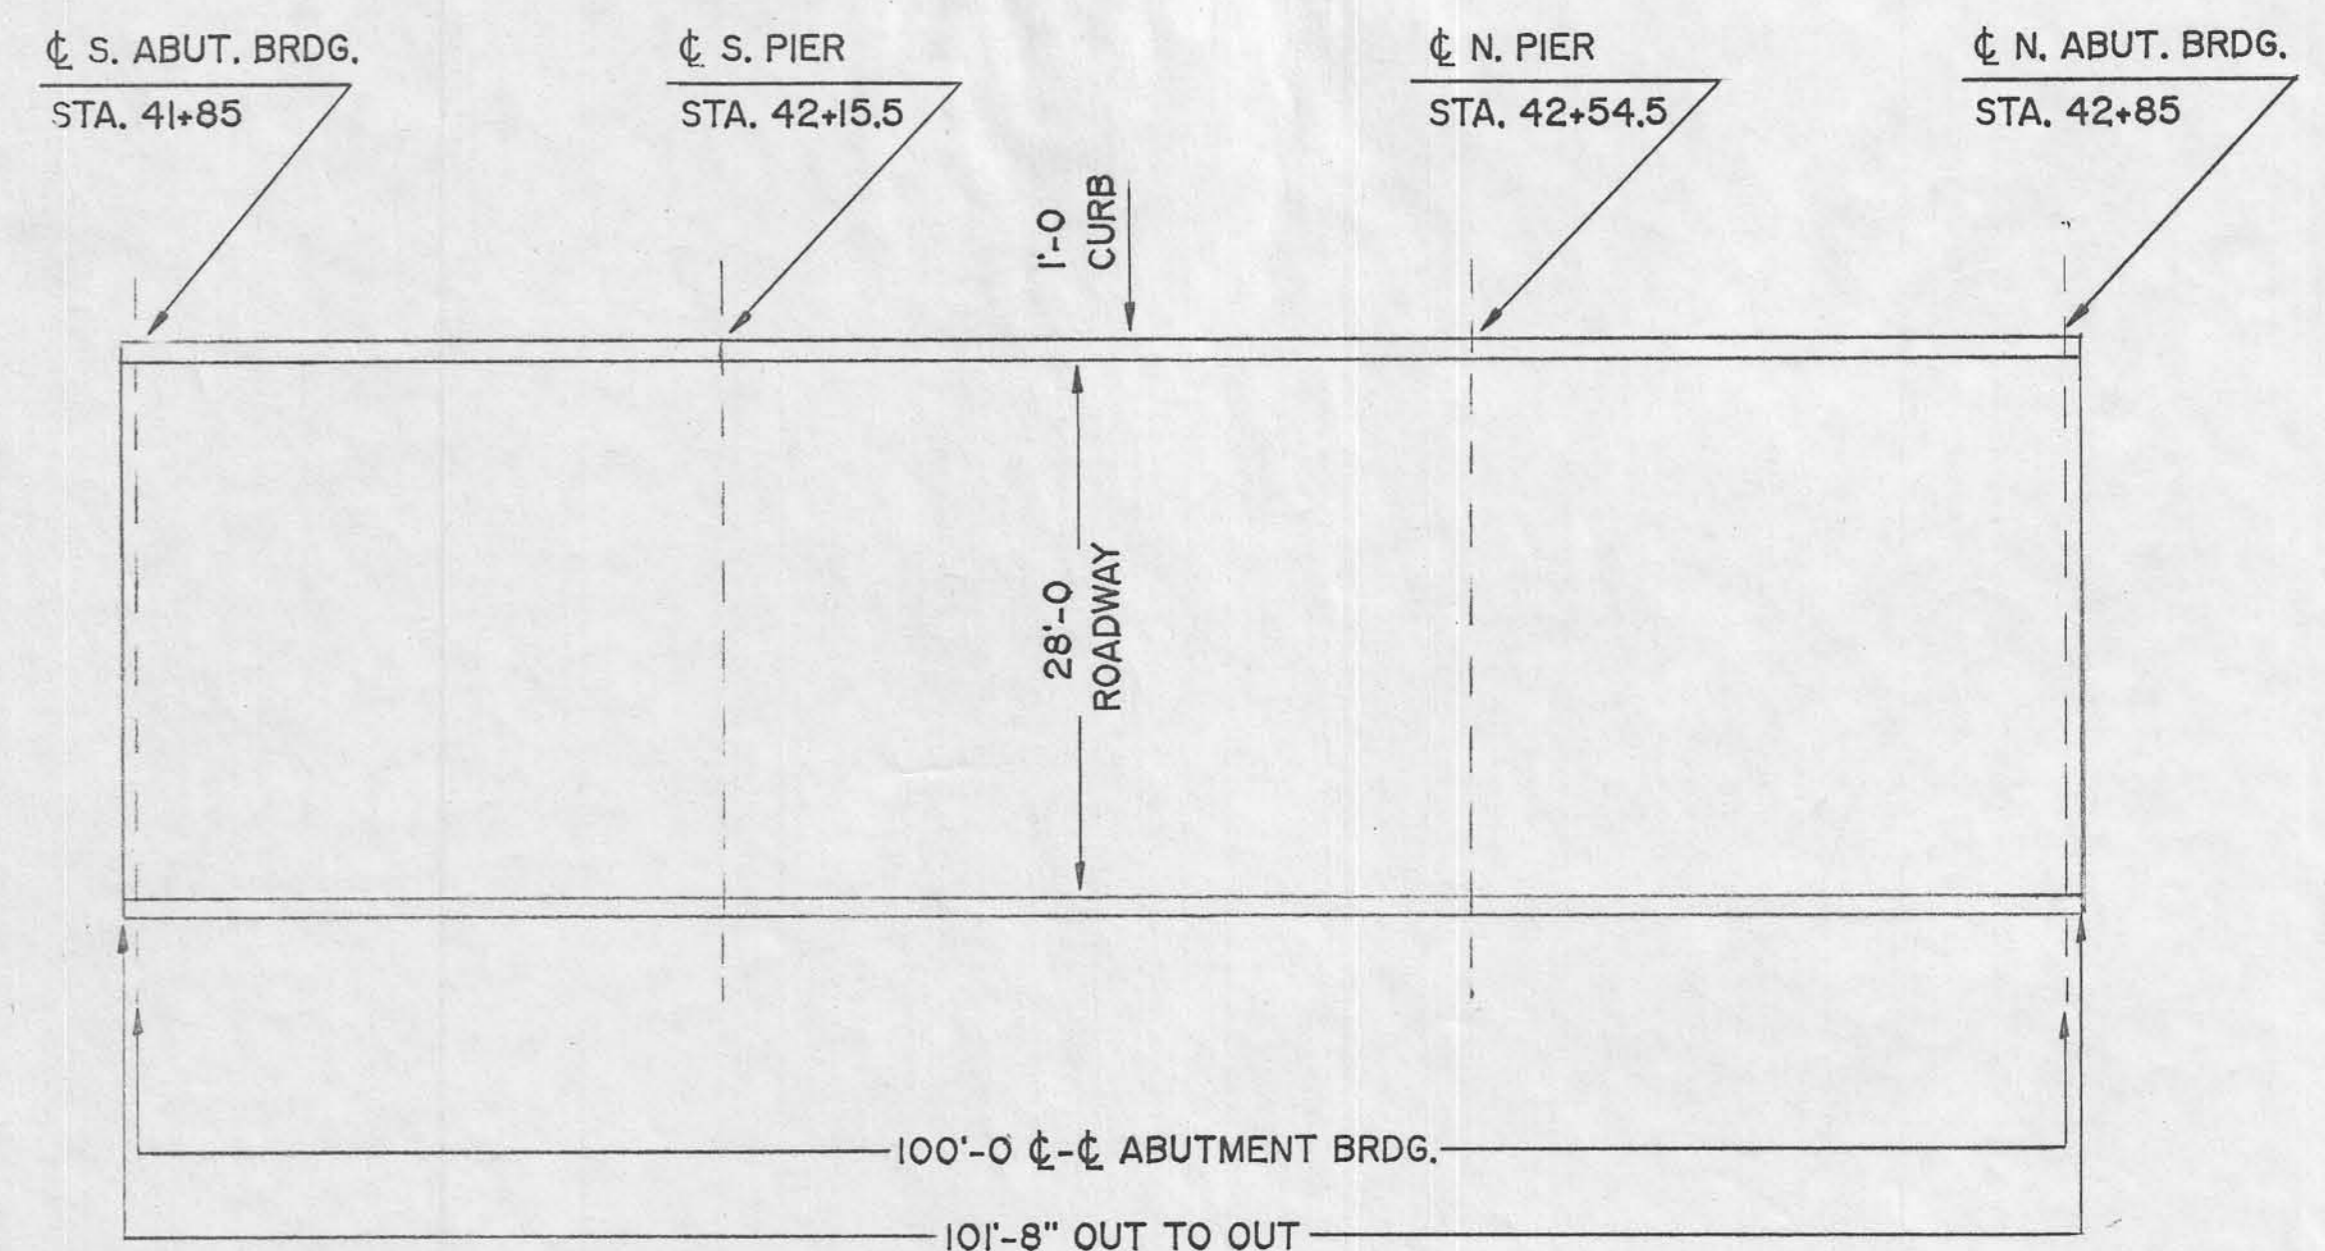 ℄ S. ABUT. BRDG.
STA. 41+85
℄ S. PIER
STA. 42+15.5
℄ N. PIER
STA. 42+54.5
℄ N. ABUT. BRDG.
STA. 42+85
1'-0
CURB
28'-0
ROADWAY
100'-0 ℄-℄ ABUTMENT BRDG.
101'-8" OUT TO OUT